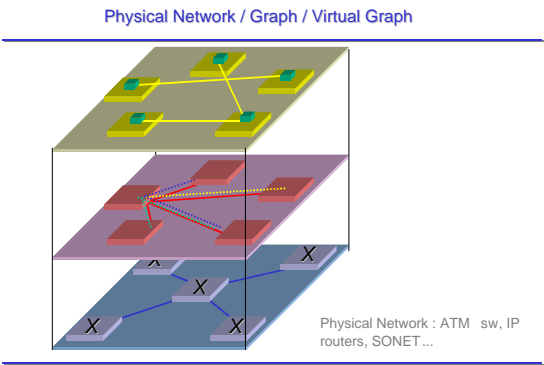 Physical Network / Graph / Virtual Graph
X
X
X
X
X
Physical Network : ATM sw, IP
routers, SONET...